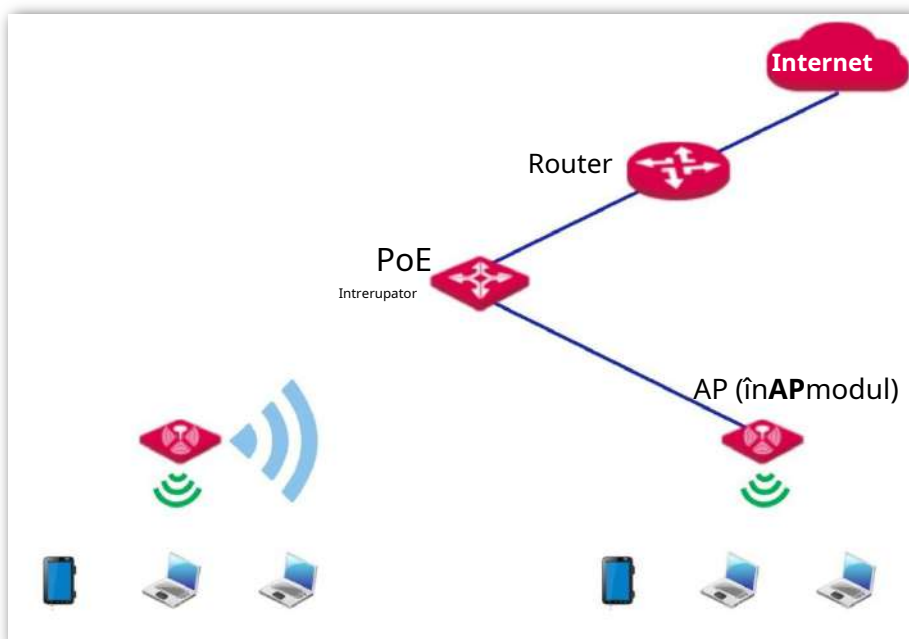 Internet
Router
PoE
Intrerupator
AP (înAPmodul)